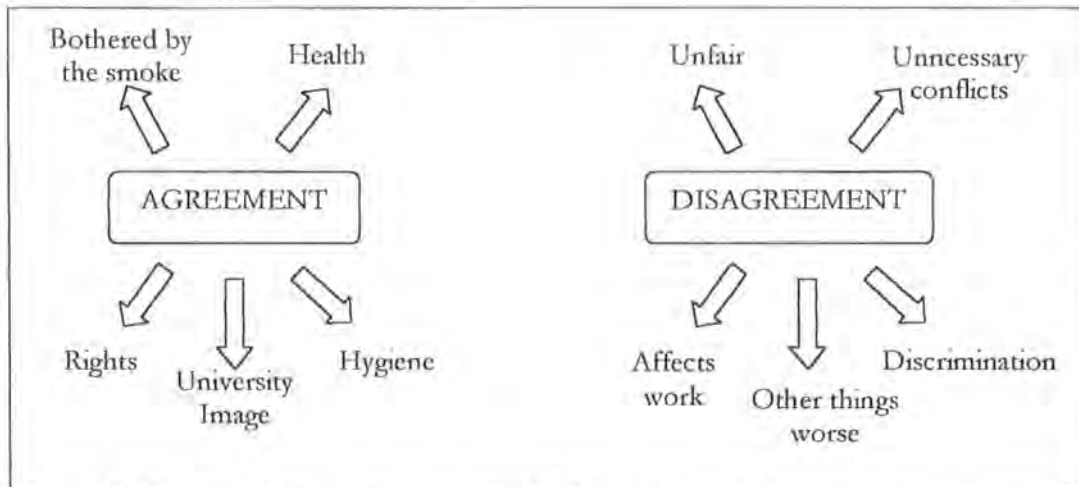 Bothered by
the smoke
Health
AGREEMENT
Rights
University
Image
Hygiene
Unfair
Unncessary
conflicts
DISAGREEMENT
Affects
work
Other things
worse
Discrimination